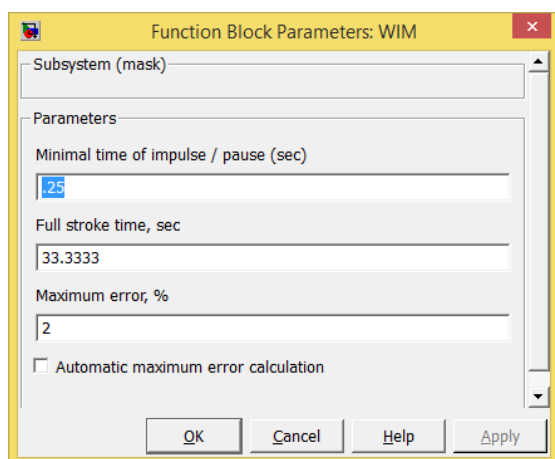 Function Block Parameters: WIM
Subsystem (mask)
Parameters
Minimal time of impulse / pause (sec)
.25
Full stroke time, sec
33.3333
Maximum error, %
2
Automatic maximum error calculation
OK Cancel Help Apply